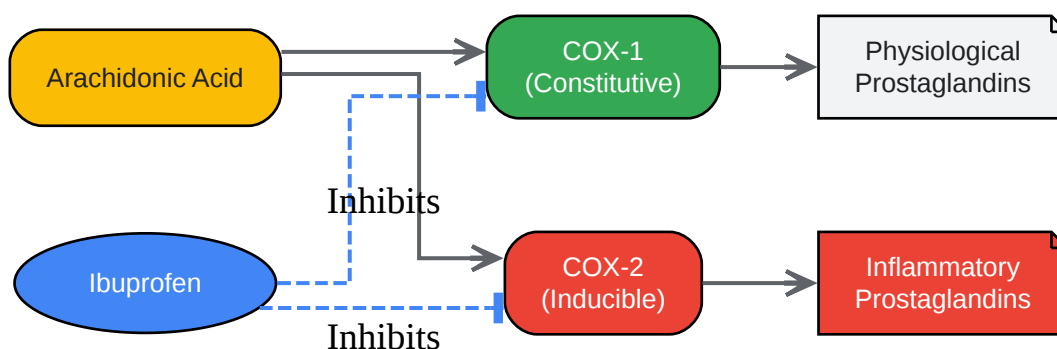 Arachidonic Acid
COX-1
(Constitutive)
Physiological
Prostaglandins
Inhibits
Ibuprofen
COX-2
(Inducible)
Inflammatory
Prostaglandins
Inhibits